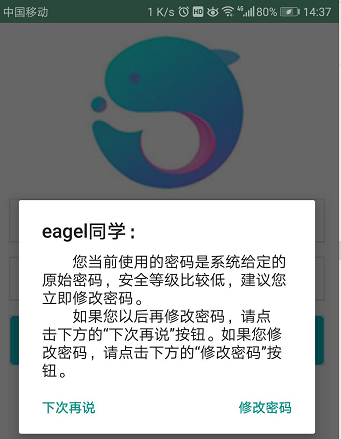 中国移动 1 K/s HD 4G 80% 14:37
eagel同学：
您当前使用的密码是系统给定的
原始密码，安全等级比较低，建议您
立即修改密码。
如果您以后再修改密码，请点
击下方的“下次再说”按钮。如果您修
改密码，请点击下方的“修改密码”按
钮。
下次再说 修改密码